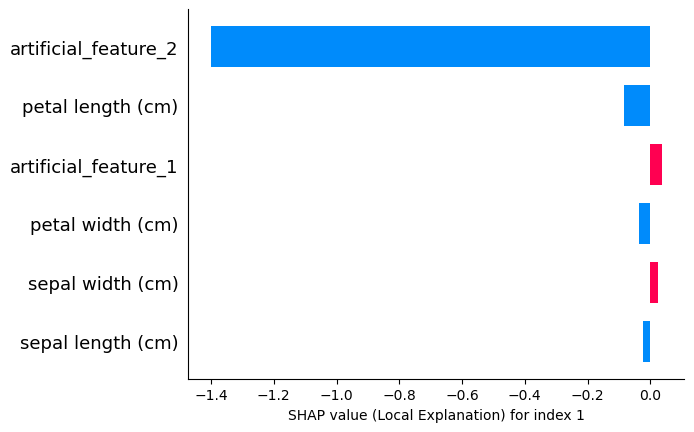 artificial_feature_2
petal length (cm)
artificial_feature_1
petal width (cm)
sepal width (cm)
sepal length (cm)
−1.4 −1.2 −1.0 −0.8 −0.6 −0.4 −0.2 0.0
SHAP value (Local Explanation) for index 1